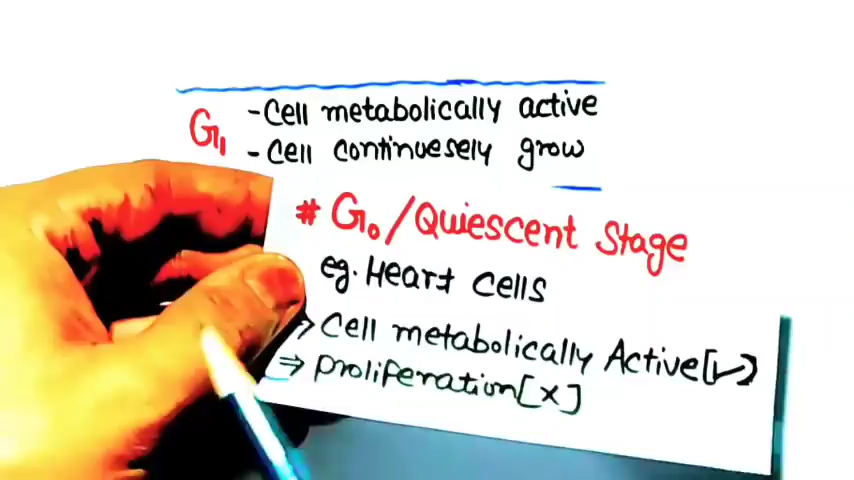 G1 -Cell metabolically active
-Cell continuesely grow
# G0/Quiescent Stage
eg. Heart cells
⇒ Cell metabolically Active[✓]
⇒ Proliferation[×]